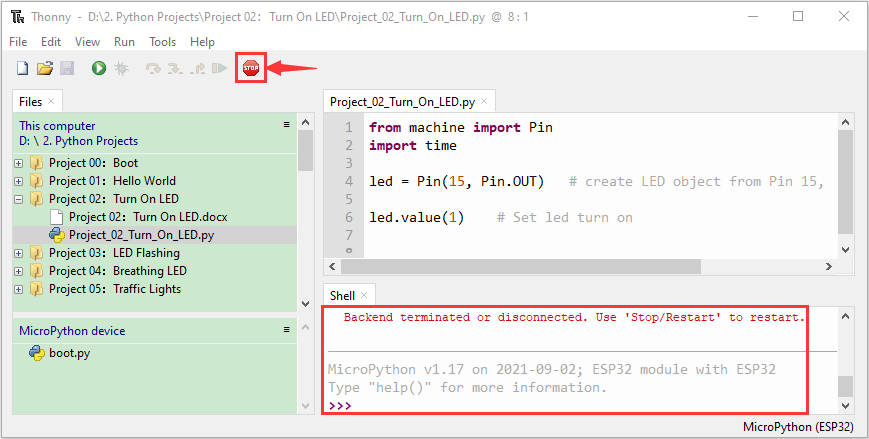 Thonny - D:\2. Python Projects\Project 02: Turn On LED\Project_02_Turn_On_LED.py @ 8 : 1
File Edit View Run Tools Help
STOP
Files
This computer
D: \ 2. Python Projects
Project 00: Boot
Project 01: Hello World
Project 02: Turn On LED
Project 02: Turn On LED.docx
Project_02_Turn_On_LED.py
Project 03: LED Flashing
Project 04: Breathing LED
Project 05: Traffic Lights
MicroPython device
boot.py
Project_02_Turn_On_LED.py
1 from machine import Pin
2 import time
3
4 led = Pin(15, Pin.OUT) # create LED object from Pin 15,
5
6 led.value(1) # Set led turn on
7
8
Shell
Backend terminated or disconnected. Use 'Stop/Restart' to restart.
MicroPython v1.17 on 2021-09-02; ESP32 module with ESP32
Type "help()" for more information.
>>>
MicroPython (ESP32)